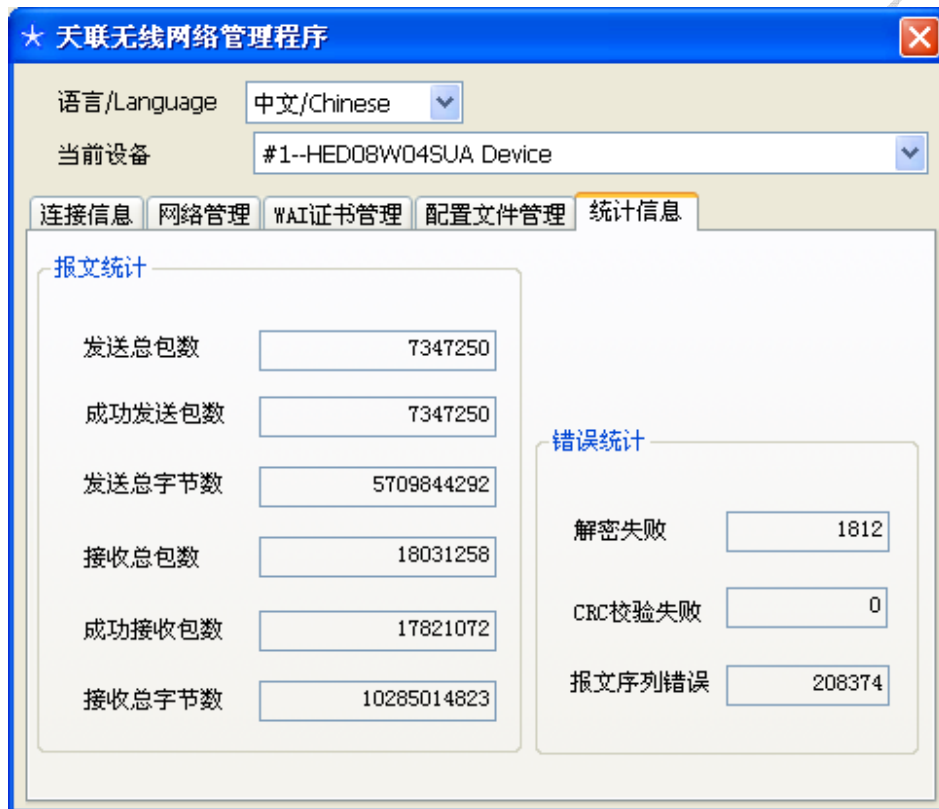 天联无线网络管理程序
语言/Language 中文/Chinese
当前设备 #1--HED08W04SUA Device
连接信息 网络管理 WAI证书管理 配置文件管理 统计信息
报文统计
发送总包数 7347250
成功发送包数 7347250
发送总字节数 5709844292
接收总包数 18031258
成功接收包数 17821072
接收总字节数 10285014823
错误统计
解密失败 1812
CRC校验失败 0
报文序列错误 208374